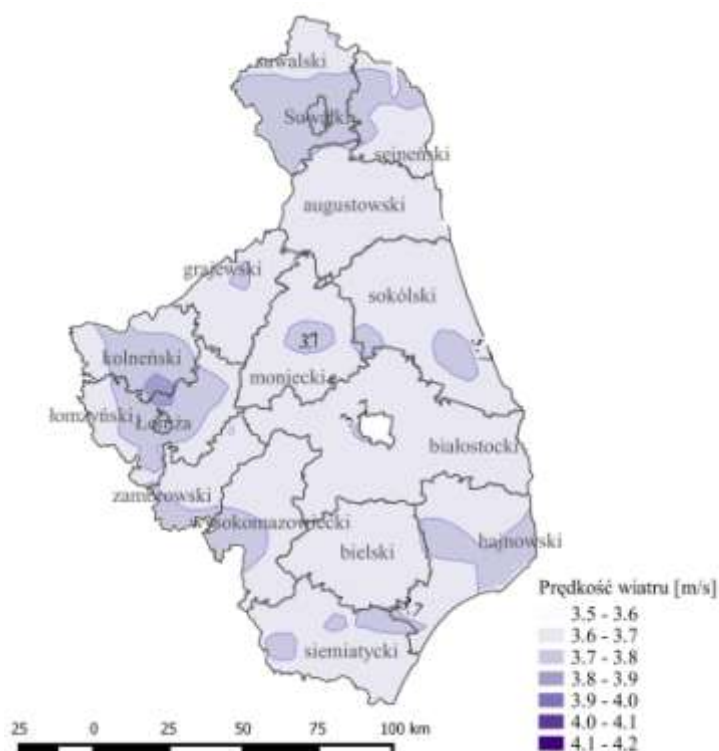 suwalski
Suwałki
sejneński
augustowski
grajewski
sokólski
3.7
kolneński
moniecki
łomżyński
Łomża
białostocki
zambrowski
wysokomazowiecki
hajnowski
bielski
siemiatycki
Prędkość wiatru [m/s]
3.5 - 3.6
3.6 - 3.7
3.7 - 3.8
3.8 - 3.9
3.9 - 4.0
4.0 - 4.1
4.1 - 4.2
25 0 25 50 75 100 km